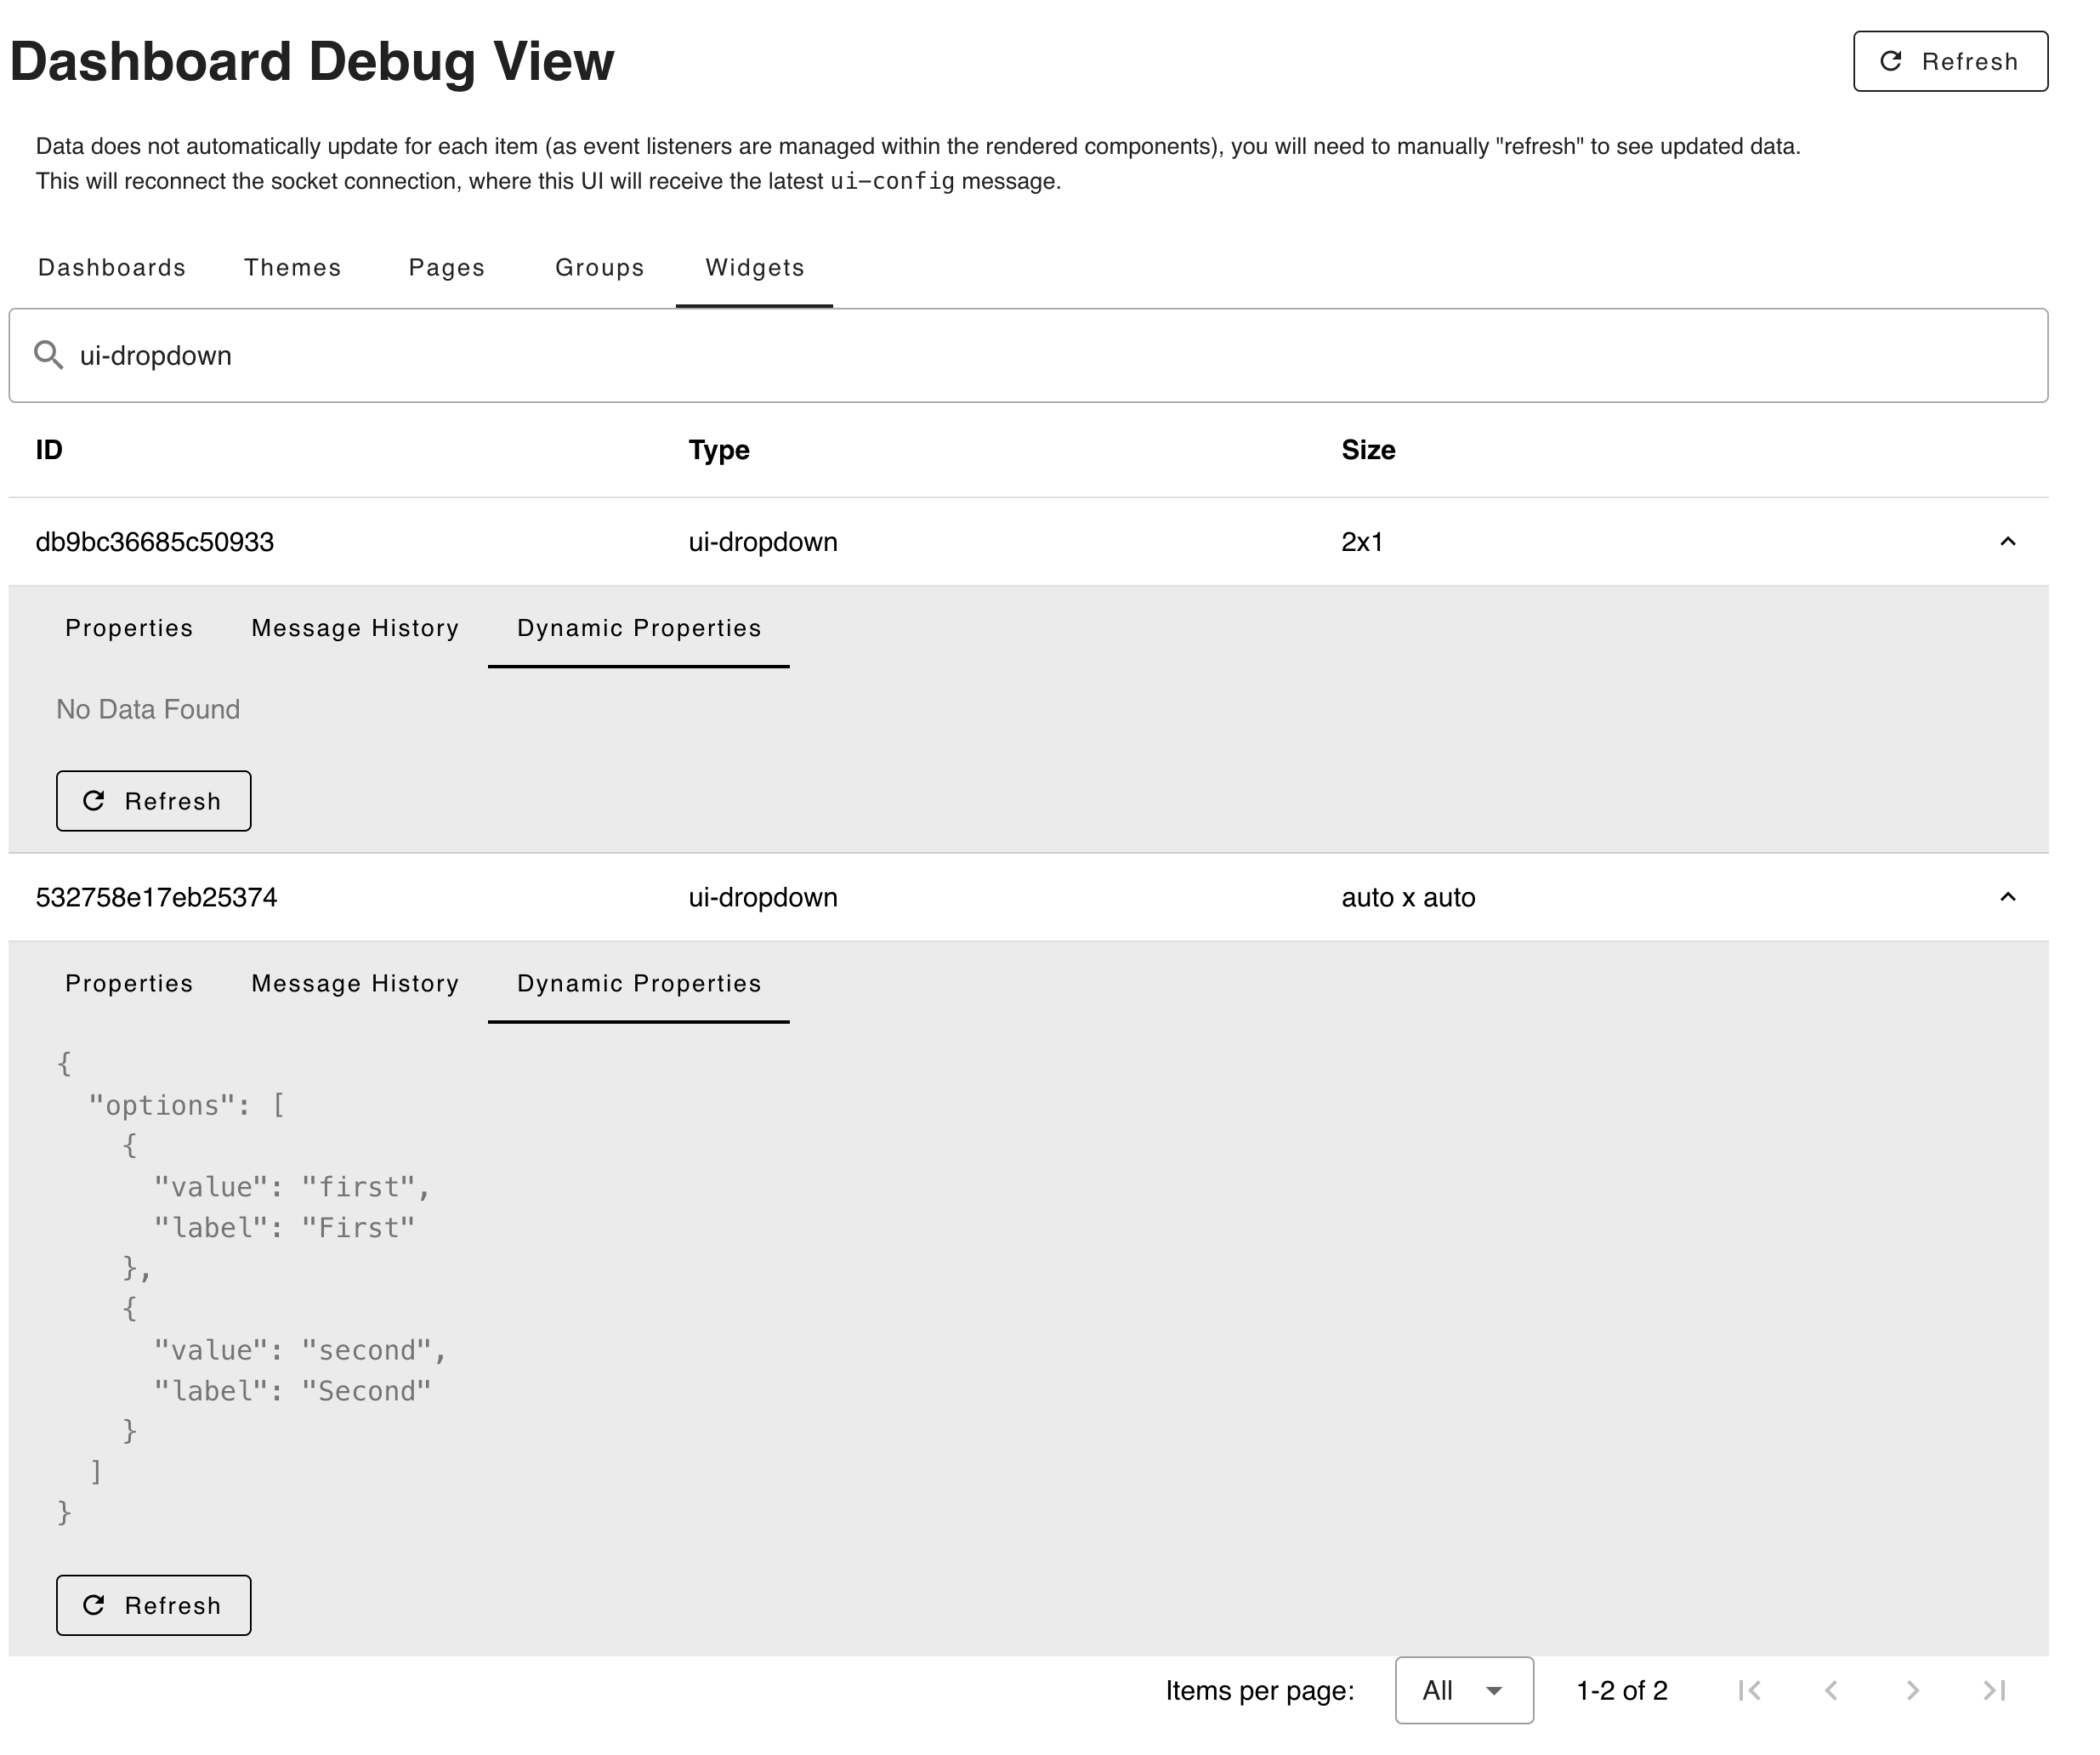 Dashboard Debug View
Refresh
Data does not automatically update for each item (as event listeners are managed within the rendered components), you will need to manually "refresh" to see updated data.
This will reconnect the socket connection, where this UI will receive the latest ui-config message.
Dashboards Themes Pages Groups Widgets
ui-dropdown
ID Type Size
db9bc36685c50933 ui-dropdown 2x1
Properties Message History Dynamic Properties
No Data Found
Refresh
532758e17eb25374 ui-dropdown auto x auto
Properties Message History Dynamic Properties
{
  "options": [
    {
      "value": "first",
      "label": "First"
    },
    {
      "value": "second",
      "label": "Second"
    }
  ]
}
Refresh
Items per page: All 1-2 of 2